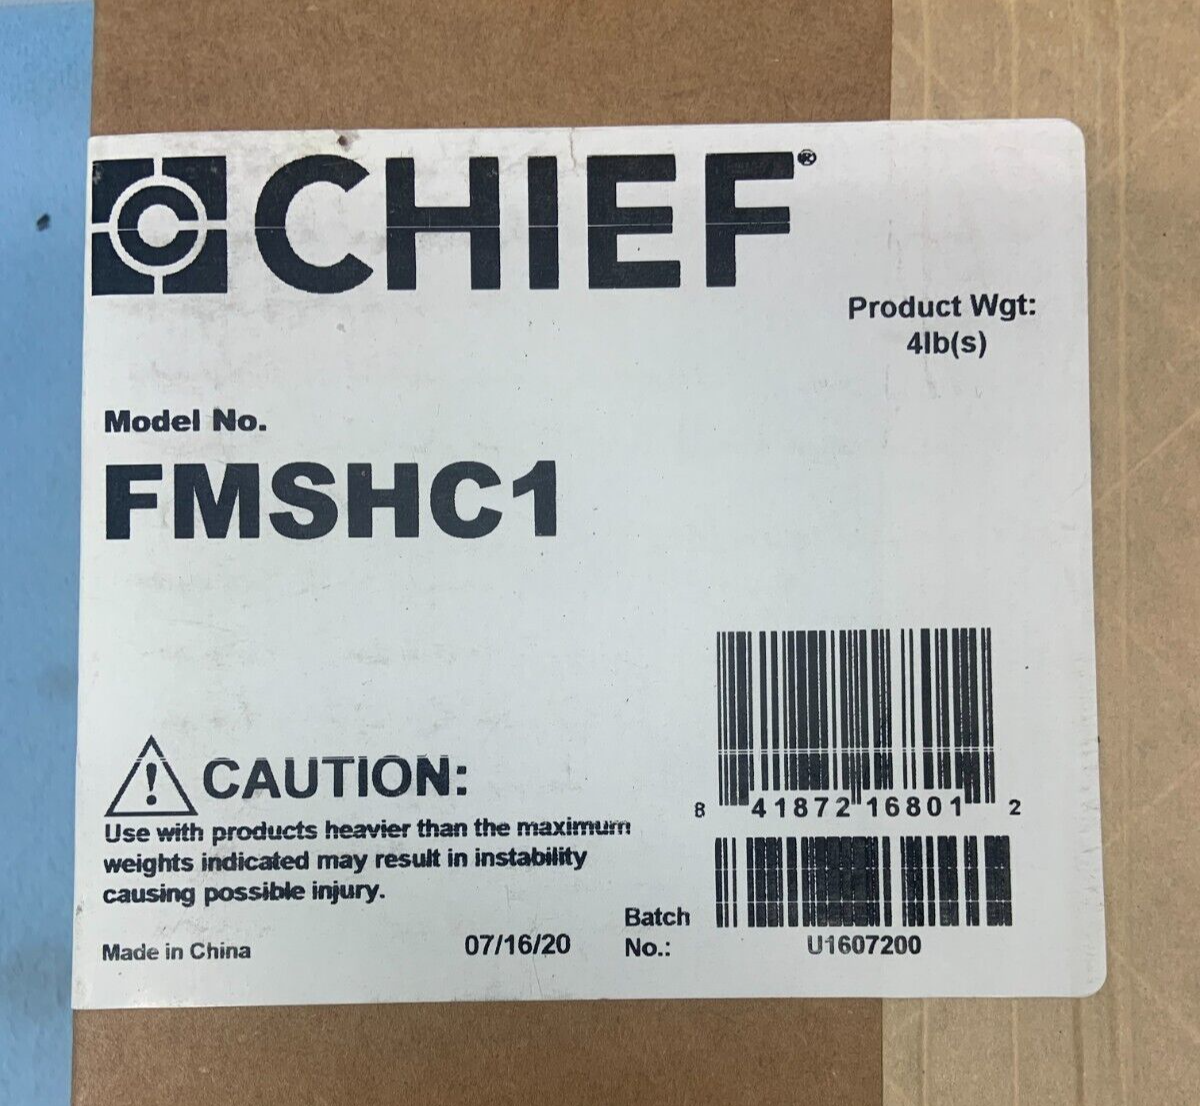 CHIEF®
Product Wgt:
4lb(s)
Model No.
FMSHC1
CAUTION:
Use with products heavier than the maximum
weights indicated may result in instability
causing possible injury.
8 41872 16801 2
Made in China
07/16/20
Batch
No.:
U1607200